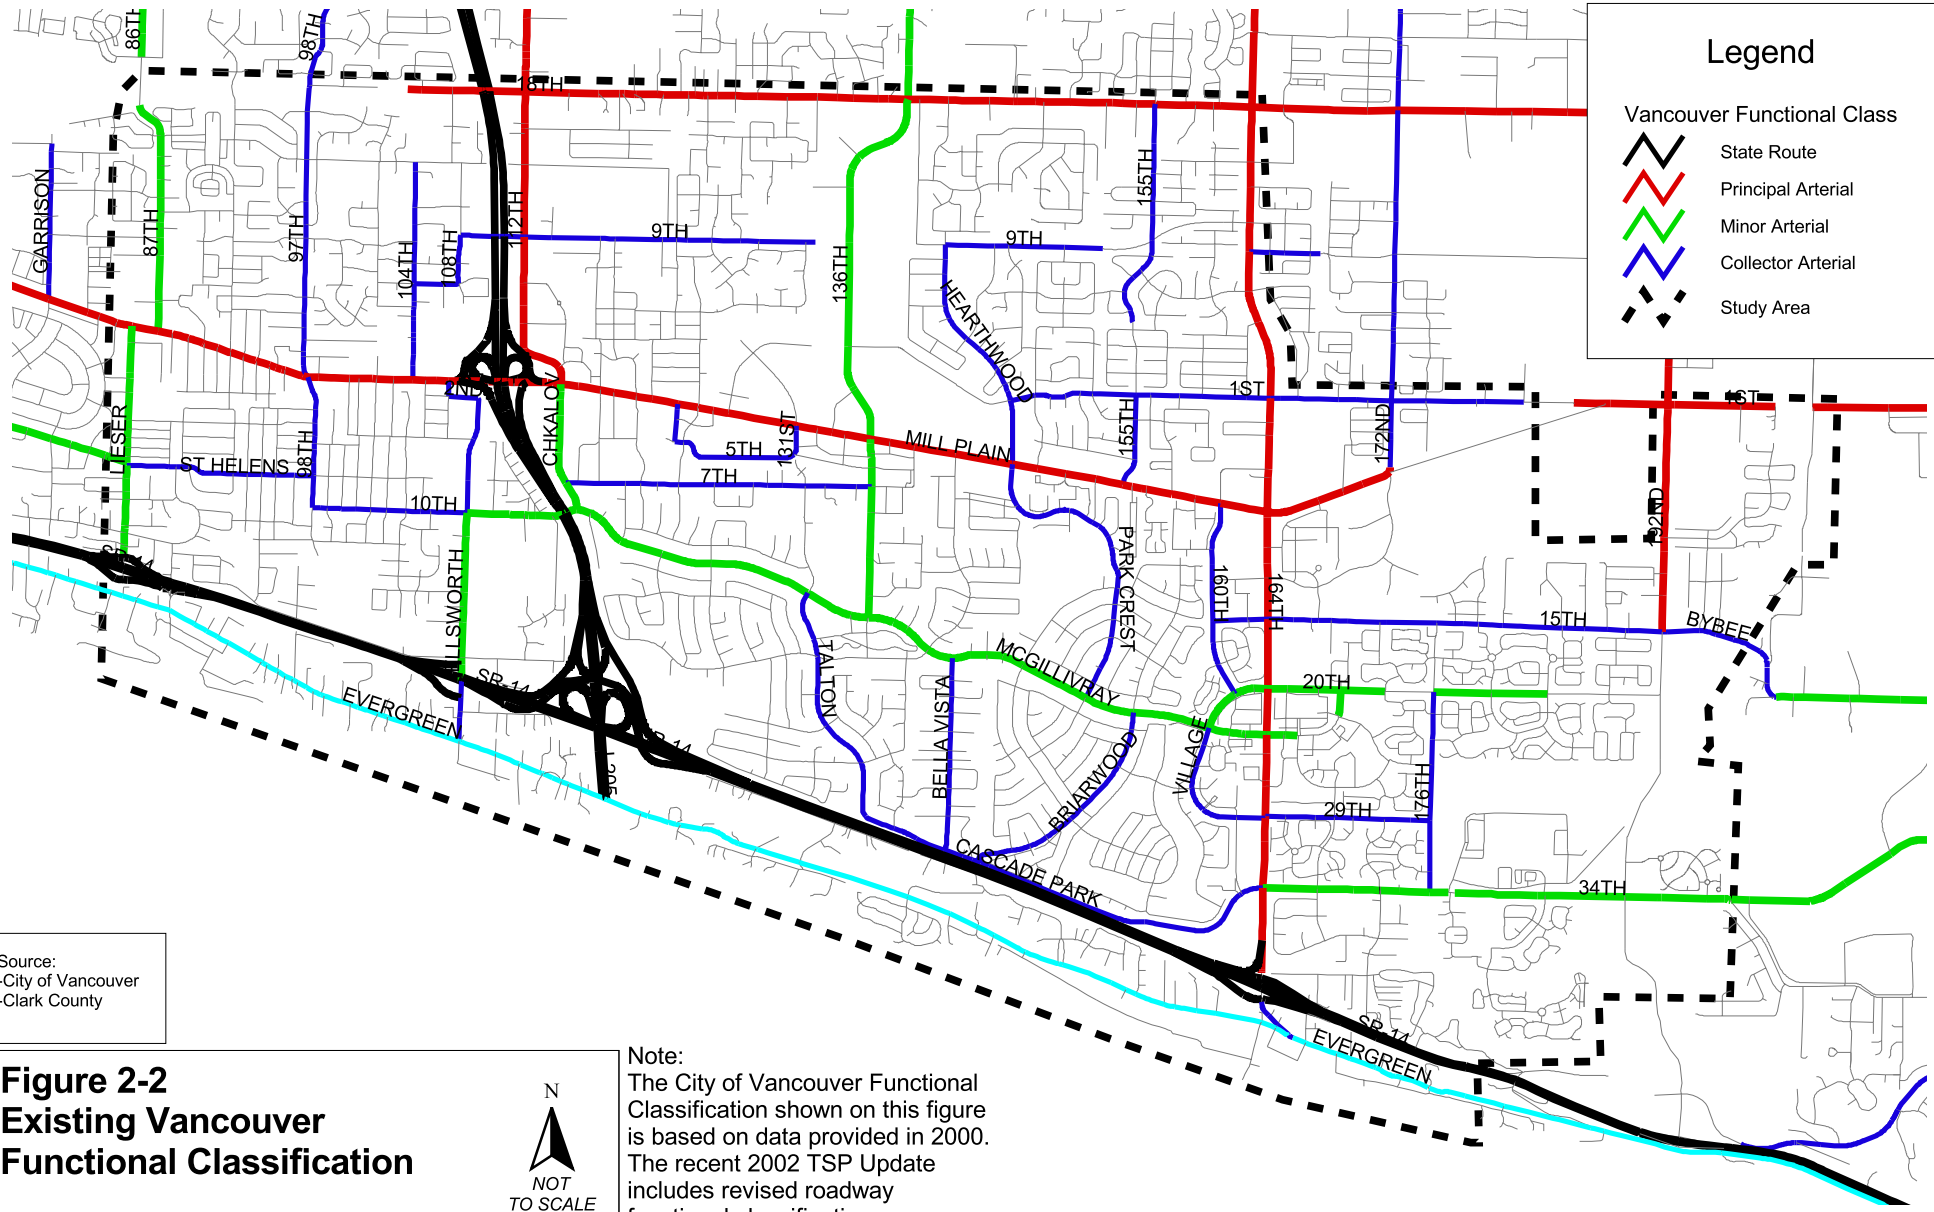 86TH
98TH
18TH
Legend
Vancouver Functional Class
State Route
Principal Arterial
Minor Arterial
Collector Arterial
Study Area
GARRISON
87TH
97TH
104TH
108TH
112TH
9TH
136TH
9TH
155TH
HEARTHWOOD
2ND
CHKALOV
1ST
1ST
LIESER
ST HELENS
98TH
10TH
5TH
131ST
7TH
MILL PLAIN
155TH
172ND
192ND
SR-14
ELLSWORTH
PARK CREST
160TH
164TH
15TH
BYBEE
SR-14
EVERGREEN
I-205
SR-14
TALTON
BELLA VISTA
MCGILLIVRAY
BRIARWOOD
VILLAGE
20TH
176TH
29TH
CASCADE PARK
34TH
SR-14
EVERGREEN
Source:
-City of Vancouver
-Clark County
Figure 2-2
Existing Vancouver
Functional Classification
N
NOT
TO SCALE
Note:
The City of Vancouver Functional
Classification shown on this figure
is based on data provided in 2000.
The recent 2002 TSP Update
includes revised roadway